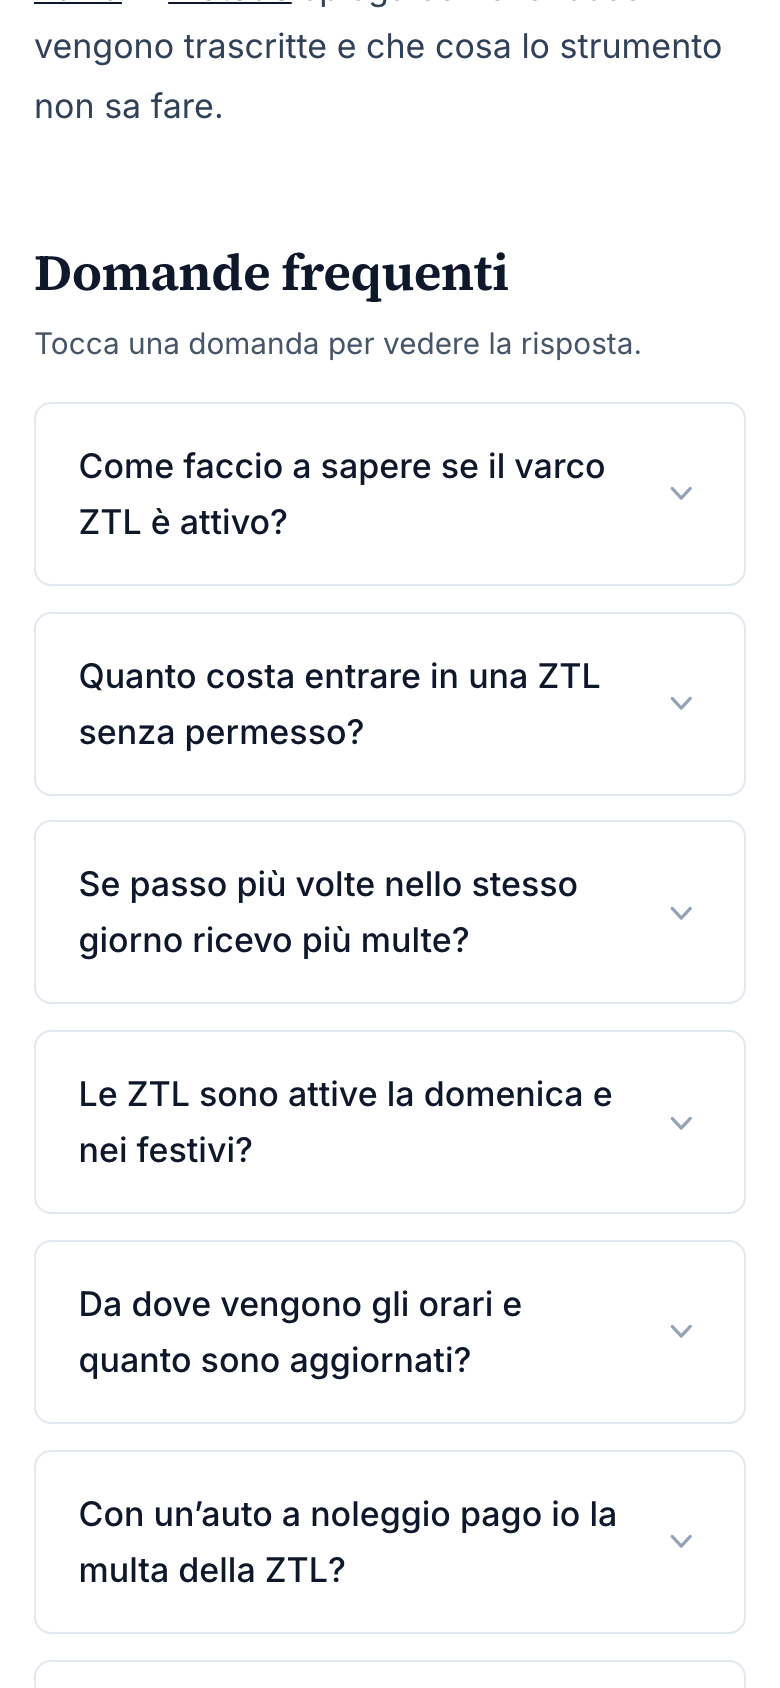 vengono trascritte e che cosa lo strumento
non sa fare.
Domande frequenti
Tocca una domanda per vedere la risposta.
Come faccio a sapere se il varco
ZTL è attivo?
Quanto costa entrare in una ZTL
senza permesso?
Se passo più volte nello stesso
giorno ricevo più multe?
Le ZTL sono attive la domenica e
nei festivi?
Da dove vengono gli orari e
quanto sono aggiornati?
Con un’auto a noleggio pago io la
multa della ZTL?